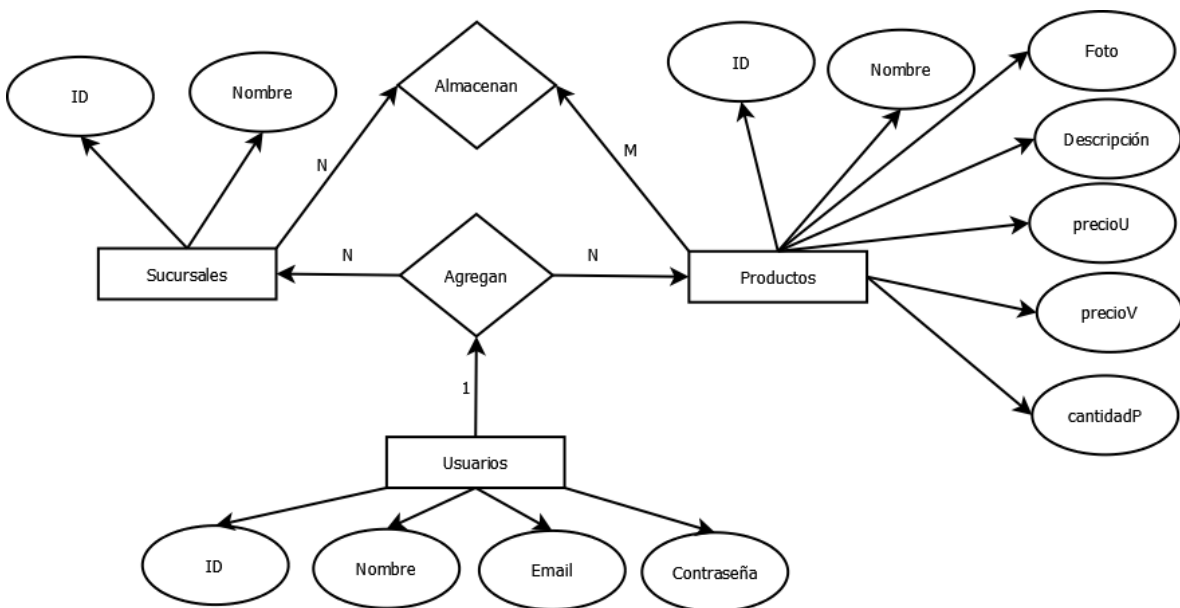 ID
Nombre
Almacenan
ID
Nombre
Foto
Descripción
N
M
precioU
Sucursales
N
Agregan
N
Productos
precioV
1
cantidadP
Usuarios
ID
Nombre
Email
Contraseña